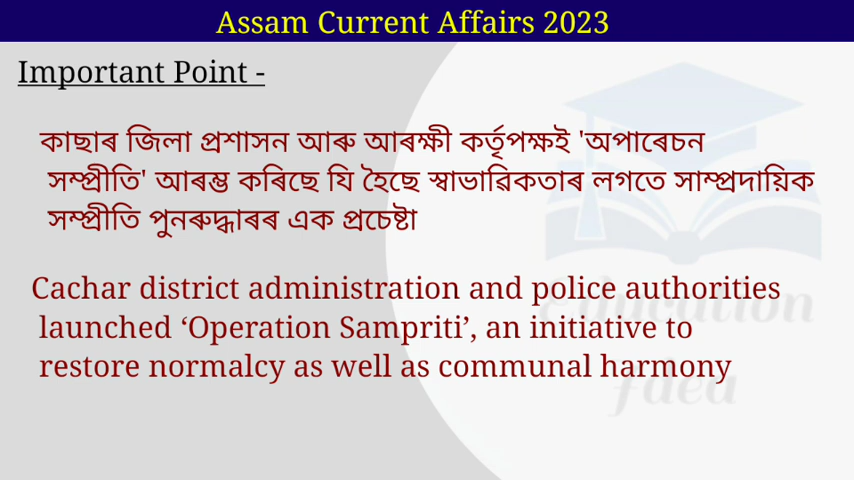 Assam Current Affairs 2023
Important Point -
কাছাৰ জিলা প্ৰশাসন আৰু আৰক্ষী কৰ্তৃপক্ষই 'অপাৰেচন
সম্প্ৰীতি' আৰম্ভ কৰিছে যি হৈছে স্বাভাৱিকতাৰ লগতে সাম্প্ৰদায়িক
সম্প্ৰীতি পুনৰুদ্ধাৰৰ এক প্ৰচেষ্টা
Cachar district administration and police authorities
launched ‘Operation Sampriti’, an initiative to
restore normalcy as well as communal harmony
Education
Idea